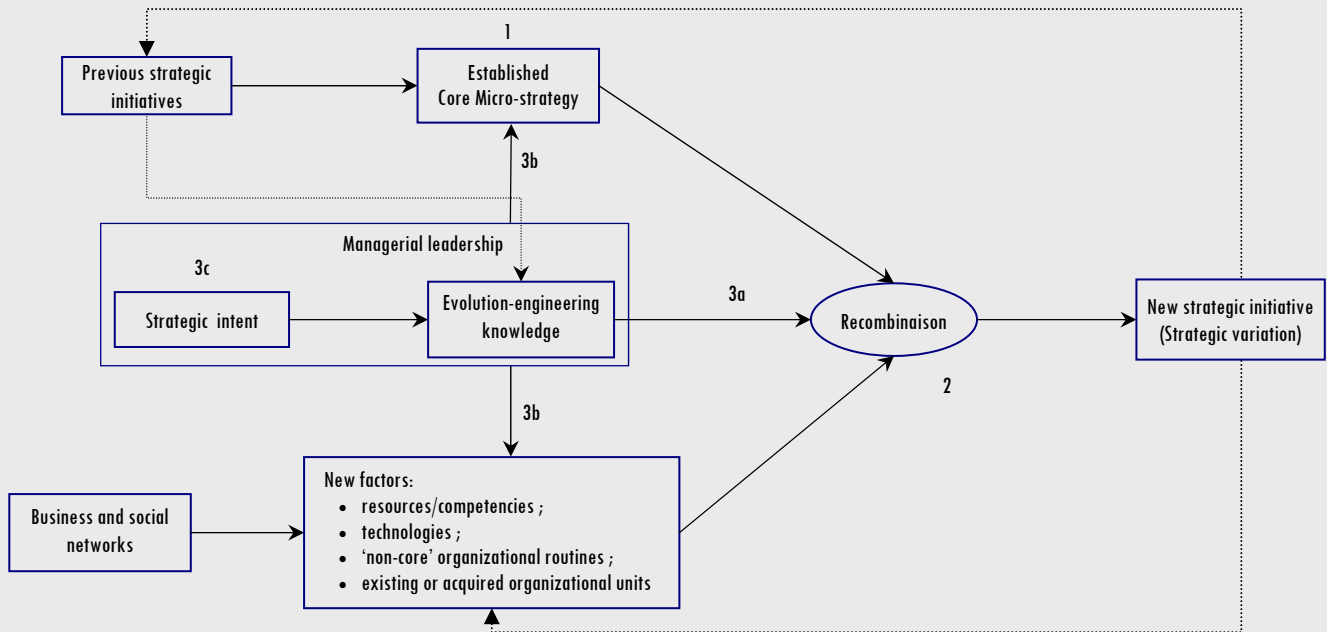 1
Previous strategic
initiatives
Established
Core Micro-strategy
3b
Managerial leadership
3c
Strategic intent
Evolution-engineering
knowledge
3a
Recombinaison
New strategic initiative
(Strategic variation)
2
3b
Business and social
networks
New factors:
• resources/competencies ;
• technologies ;
• ‘non-core’ organizational routines ;
• existing or acquired organizational units